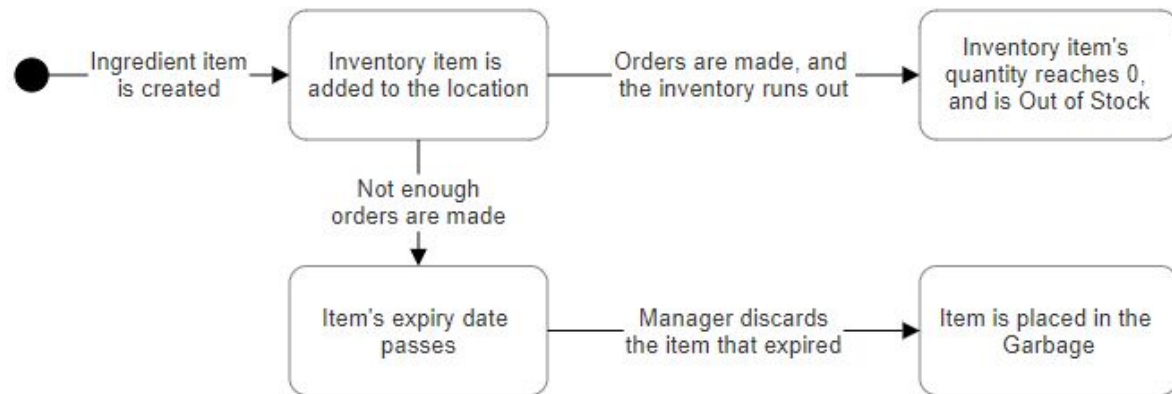 Ingredient item
is created
Inventory item is
added to the location
Orders are made, and
the inventory runs out
Inventory item's
quantity reaches 0,
and is Out of Stock
Not enough
orders are made
Item's expiry date
passes
Manager discards
the item that expired
Item is placed in the
Garbage